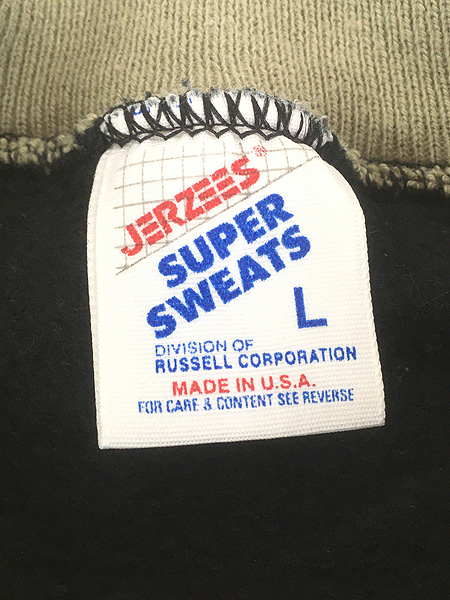 JERZEES®
SUPER
SWEATS
L
DIVISION OF
RUSSELL CORPORATION
MADE IN U.S.A.
FOR CARE & CONTENT SEE REVERSE